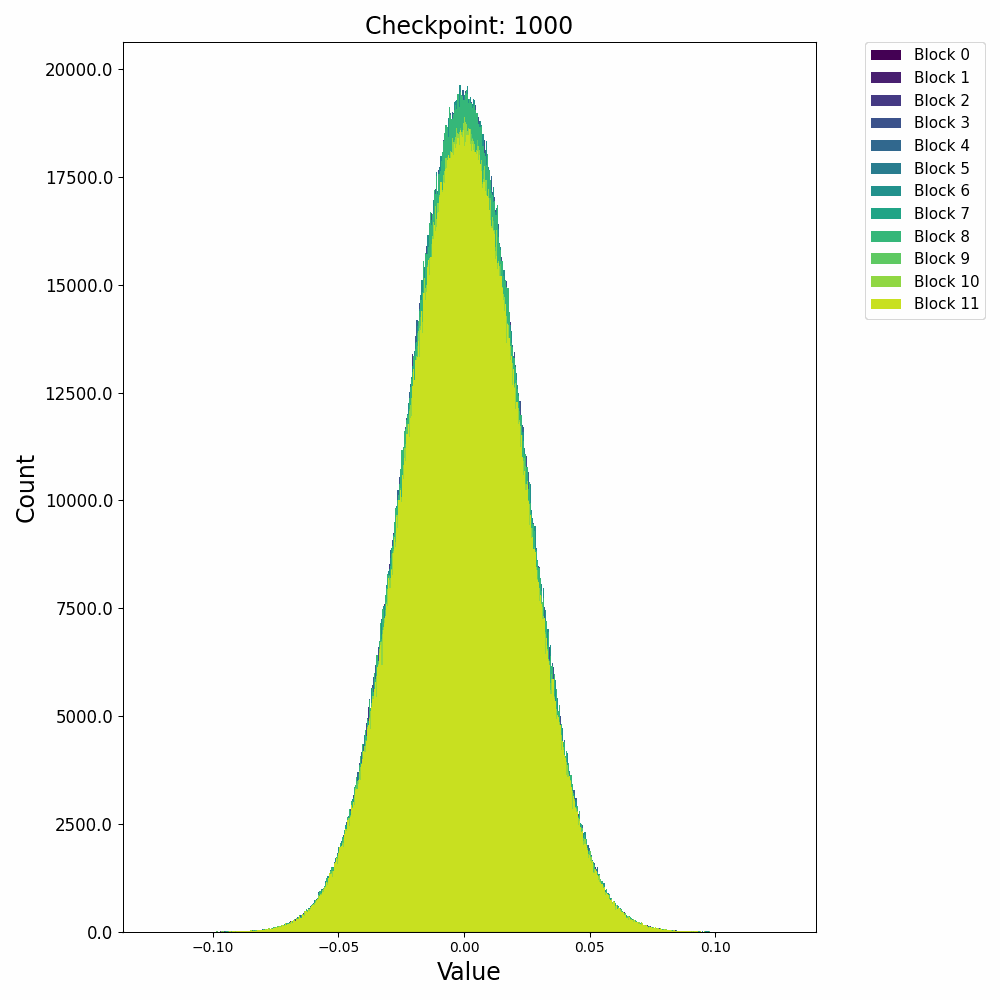 Checkpoint: 1000
Block 0
Block 1
Block 2
Block 3
Block 4
Block 5
Block 6
Block 7
Block 8
Block 9
Block 10
Block 11
20000.0
17500.0
15000.0
12500.0
10000.0
7500.0
5000.0
2500.0
0.0
Count
−0.10
−0.05
0.00
0.05
0.10
Value